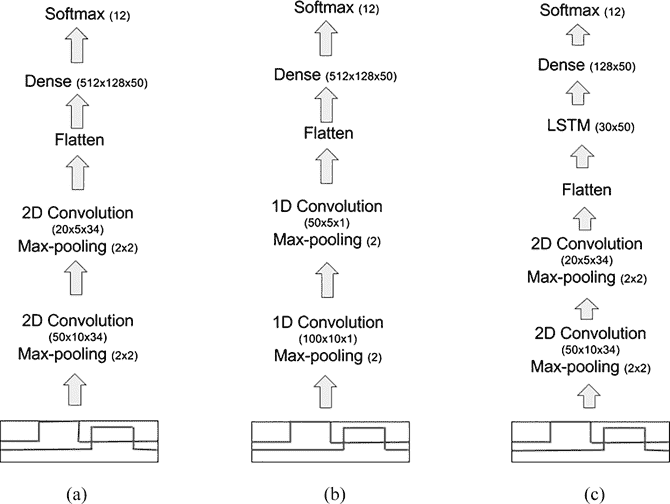 Softmax (12)
Dense (512x128x50)
Flatten
2D Convolution
(20x5x34)
Max-pooling (2x2)
2D Convolution
(50x10x34)
Max-pooling (2x2)
(a)
Softmax (12)
Dense (512x128x50)
Flatten
1D Convolution
(50x5x1)
Max-pooling (2)
1D Convolution
(100x10x1)
Max-pooling (2)
(b)
Softmax (12)
Dense (128x50)
LSTM (30x50)
Flatten
2D Convolution
(20x5x34)
Max-pooling (2x2)
2D Convolution
(50x10x34)
Max-pooling (2x2)
(c)